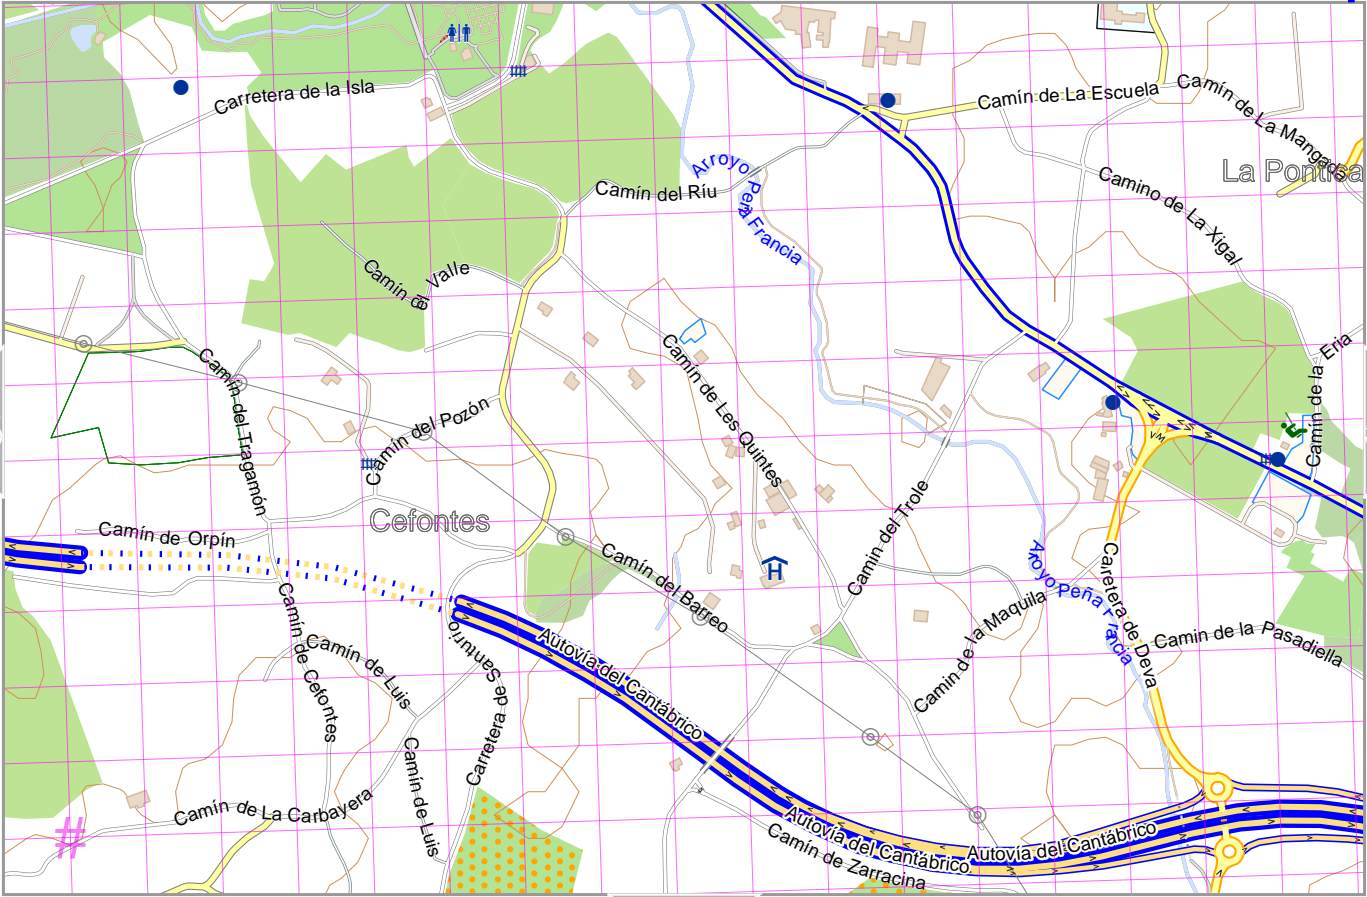 Carretera de la Isla
Camín de La Escuela
Camín de La Mangada
La Pontica
Arroyo Peña Francia
Camín del Ríu
Camino de La Xigal
Camín del Valle
Camín de la Eria
Camín del Tragamón
Camín de Les Quintes
Camín del Pozón
Cefontes
Camín de Orpín
Camín del Trole
Camín del Barreo
H
Arroyo Peña Francia
Carretera de Deva
Camin de la Maquila
Camin de la Pasadiella
Camín de Cefontes
Camín de Luis
Carretera de Santurio
Autovía del Cantábrico
Camín de Luis
Camín de La Carbayera
#
Autovía del Cantábrico
Autovía del Cantábrico
Camín de Zarracina